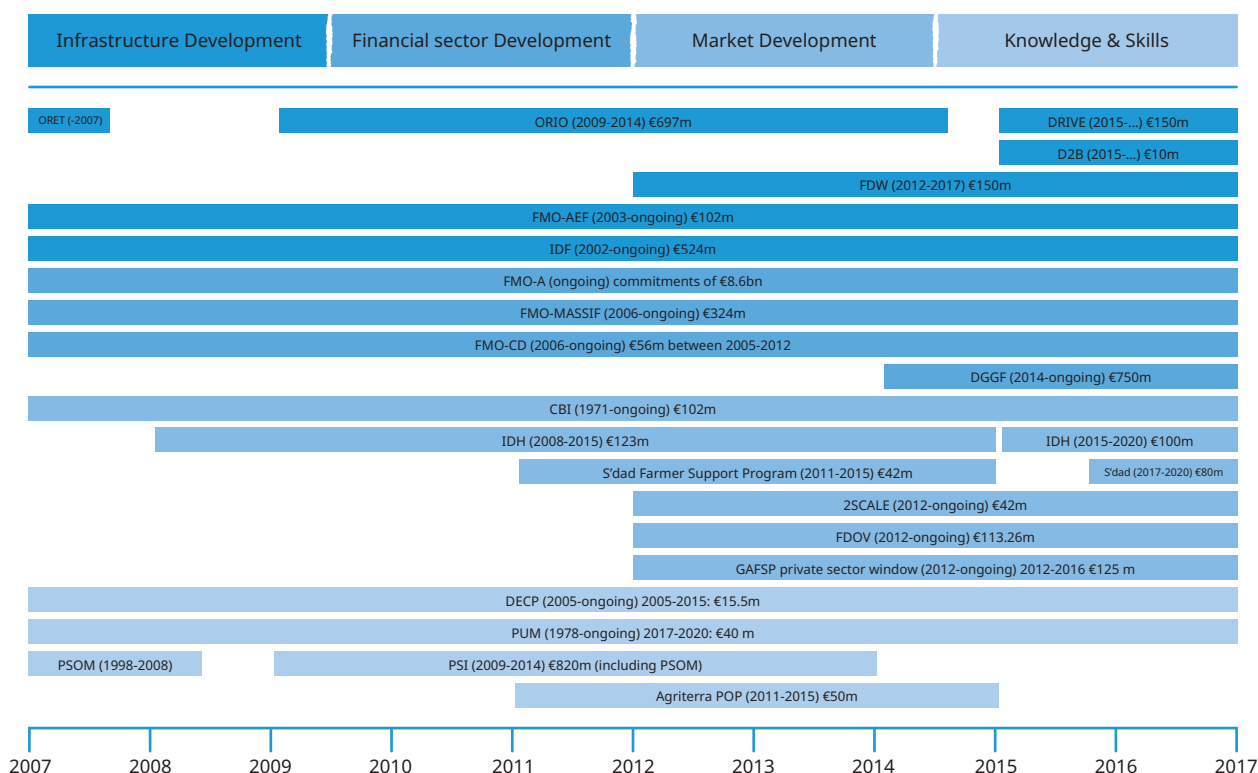 Infrastructure Development
Financial sector Development
Market Development
Knowledge & Skills
ORET (-2007)
ORIO (2009-2014) €697m
DRIVE (2015-...) €150m
D2B (2015-...) €10m
FDW (2012-2017) €150m
FMO-AEF (2003-ongoing) €102m
IDF (2002-ongoing) €524m
FMO-A (ongoing) commitments of €8.6bn
FMO-MASSIF (2006-ongoing) €324m
FMO-CD (2006-ongoing) €56m between 2005-2012
DGGF (2014-ongoing) €750m
CBI (1971-ongoing) €102m
IDH (2008-2015) €123m
IDH (2015-2020) €100m
S'dad Farmer Support Program (2011-2015) €42m
S'dad (2017-2020) €80m
2SCALE (2012-ongoing) €42m
FDOV (2012-ongoing) €113.26m
GAFSP private sector window (2012-ongoing) 2012-2016 €125 m
DECP (2005-ongoing) 2005-2015: €15.5m
PUM (1978-ongoing) 2017-2020: €40 m
PSOM (1998-2008)
PSI (2009-2014) €820m (including PSOM)
Agriterra POP (2011-2015) €50m
2007 2008 2009 2010 2011 2012 2013 2014 2015 2016 2017